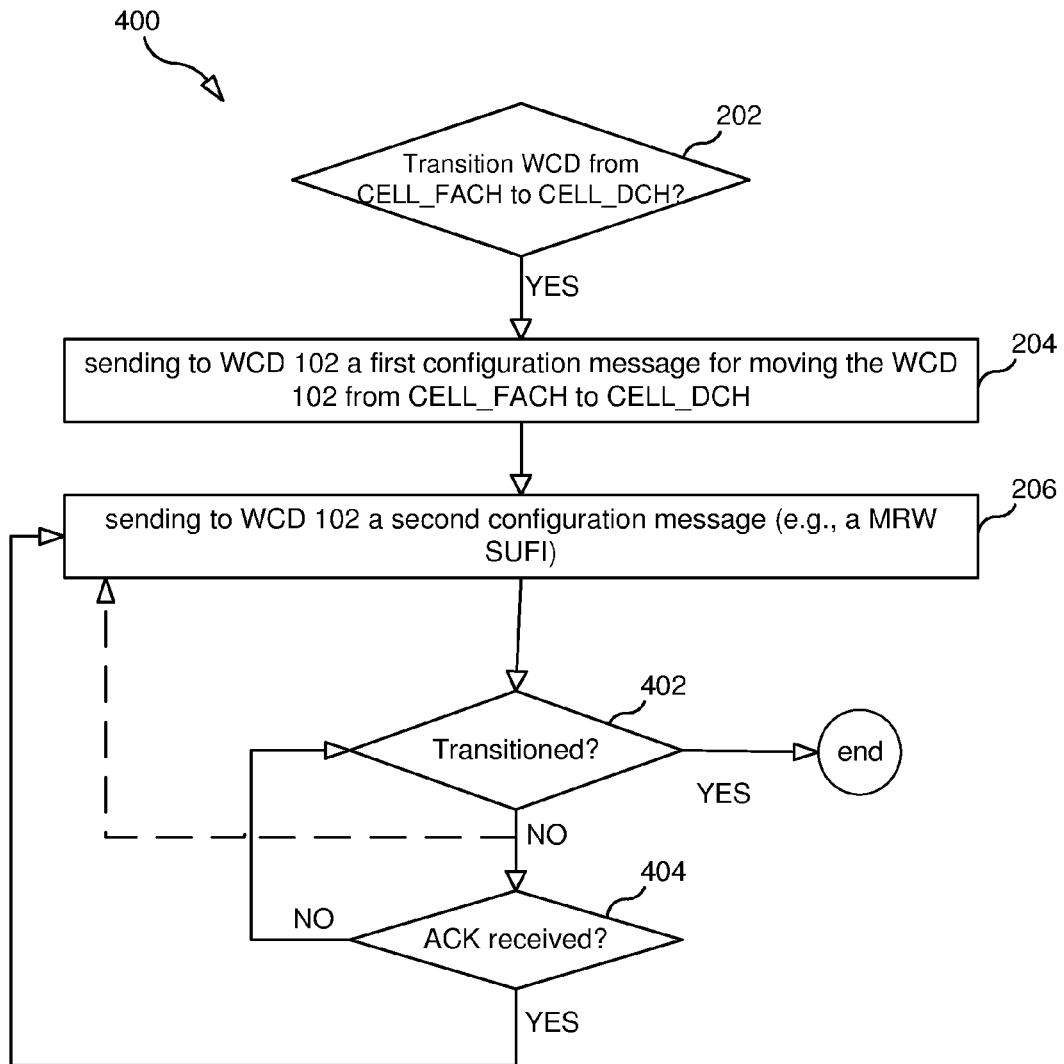 400
202
Transition WCD from
CELL_FACH to CELL_DCH?
YES
204
sending to WCD 102 a first configuration message for moving the WCD
102 from CELL_FACH to CELL_DCH
206
sending to WCD 102 a second configuration message (e.g., a MRW
SUFI)
402
Transitioned?
end
YES
NO
404
NO
ACK received?
YES